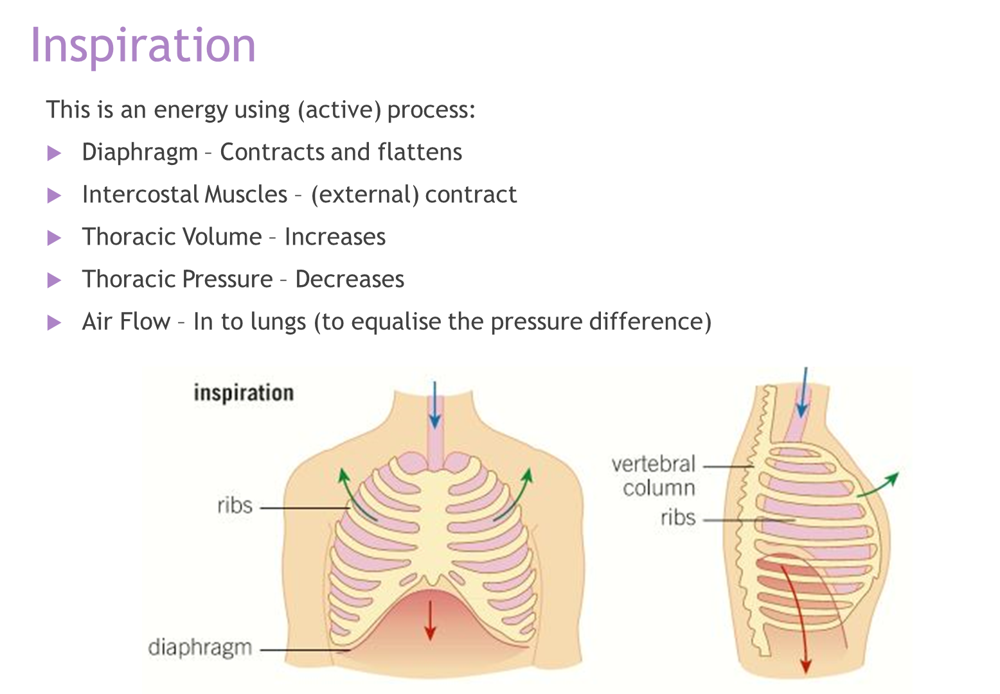 Inspiration
This is an energy using (active) process:
Diaphragm – Contracts and flattens
Intercostal Muscles – (external) contract
Thoracic Volume – Increases
Thoracic Pressure – Decreases
Air Flow – In to lungs (to equalise the pressure difference)
inspiration
ribs
diaphragm
vertebral
column
ribs